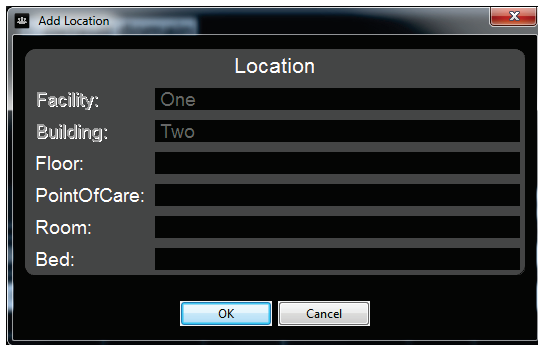 Add Location
Location
Facility: One
Building: Two
Floor:
PointOfCare:
Room:
Bed:
OK Cancel